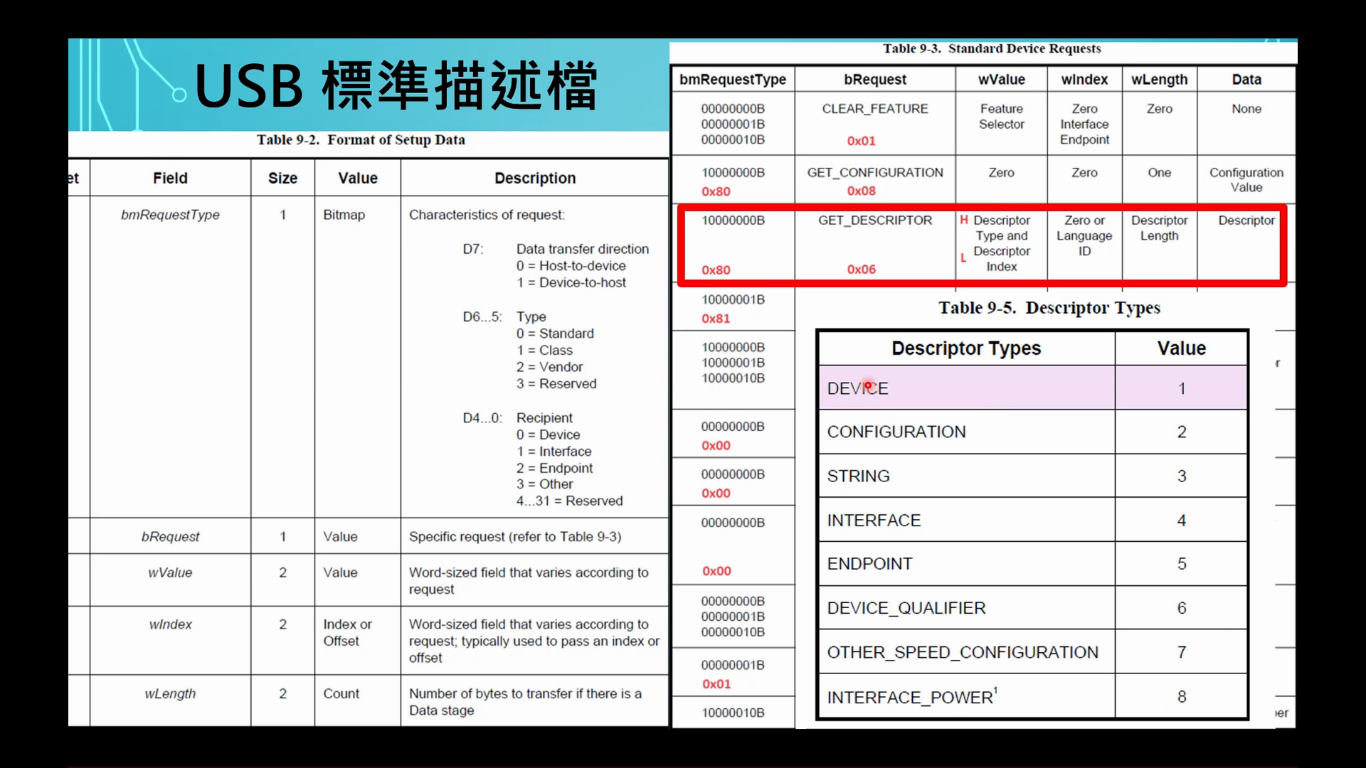 USB 標準描述檔
Table 9-2. Format of Setup Data
et Field Size Value Description
bmRequestType 1 Bitmap Characteristics of request:
D7: Data transfer direction
0 = Host-to-device
1 = Device-to-host
D6...5: Type
0 = Standard
1 = Class
2 = Vendor
3 = Reserved
D4...0: Recipient
0 = Device
1 = Interface
2 = Endpoint
3 = Other
4...31 = Reserved
bRequest 1 Value Specific request (refer to Table 9-3)
wValue 2 Value Word-sized field that varies according to
request
wIndex 2 Index or Word-sized field that varies according to
Offset request; typically used to pass an index or
offset
wLength 2 Count Number of bytes to transfer if there is a
Data stage
Table 9-3. Standard Device Requests
bmRequestType bRequest wValue wIndex wLength Data
00000000B CLEAR_FEATURE Feature Zero Zero None
00000001B Selector Interface
00000010B 0x01 Endpoint
10000000B GET_CONFIGURATION Zero Zero One Configuration
0x80 0x08 Value
10000000B GET_DESCRIPTOR H Descriptor Zero or Descriptor Descriptor
Type and Language Length
L Descriptor ID
0x80 0x06 Index
10000001B
0x81
10000000B
10000001B
10000010B
00000000B
0x00
00000000B
0x00
00000000B
0x00
00000000B
00000001B
00000010B
00000001B
0x01
10000010B
Table 9-5. Descriptor Types
Descriptor Types Value
DEVICE 1
CONFIGURATION 2
STRING 3
INTERFACE 4
ENDPOINT 5
DEVICE_QUALIFIER 6
OTHER_SPEED_CONFIGURATION 7
INTERFACE_POWER1 8